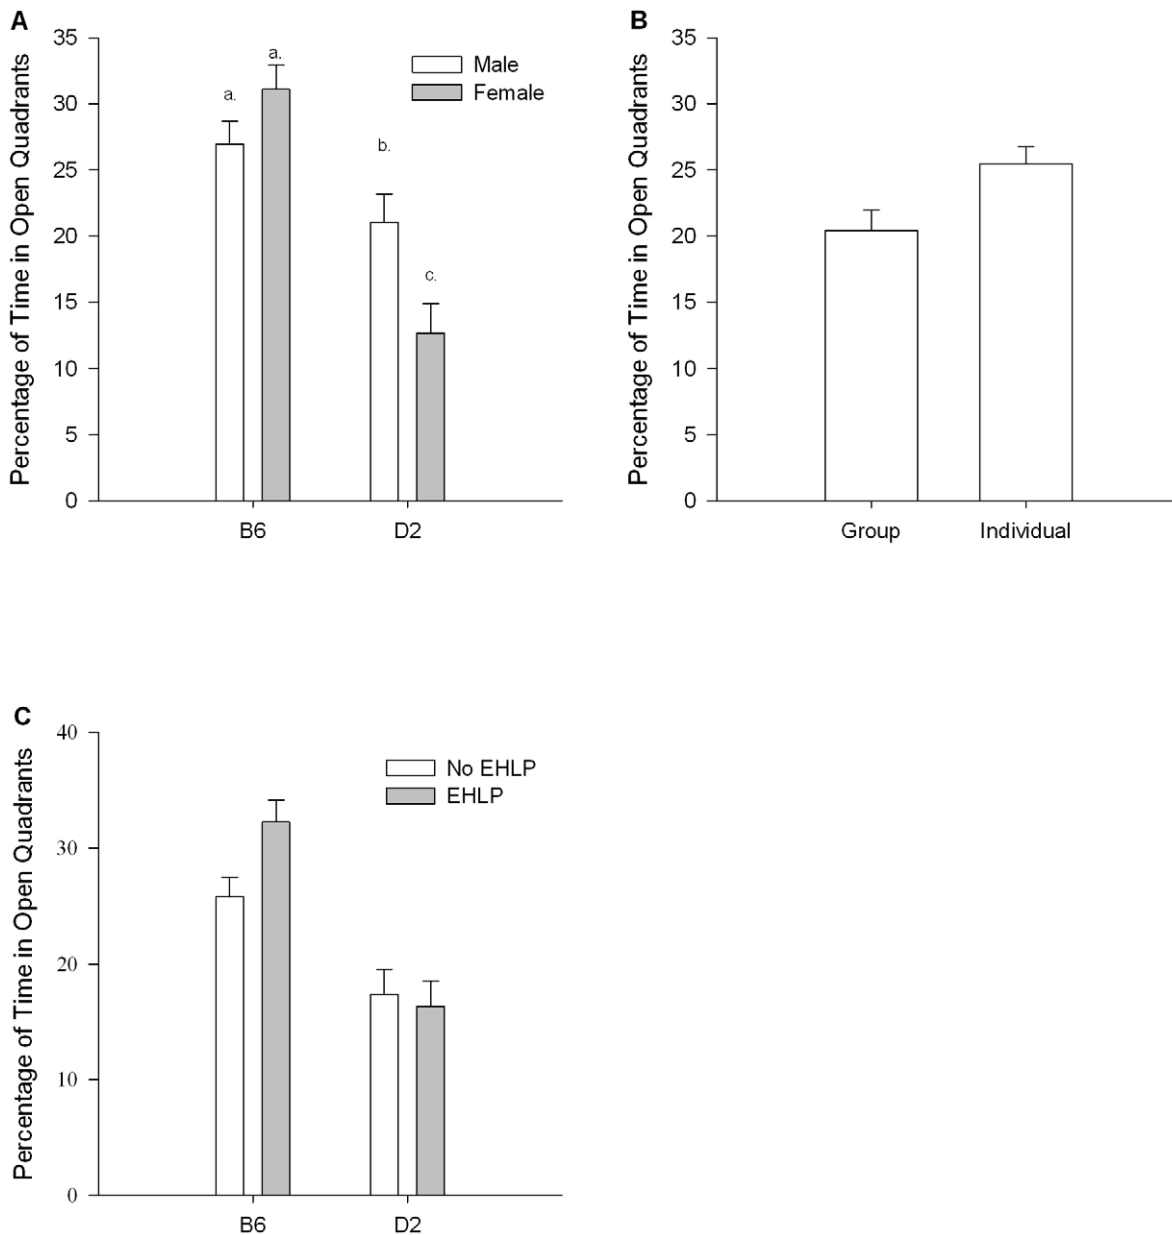 A
Percentage of Time in Open Quadrants
35
30
25
20
15
10
5
0
a.
a.
b.
c.
Male
Female
B6
D2
B
Percentage of Time in Open Quadrants
35
30
25
20
15
10
5
0
Group
Individual
C
Percentage of Time in Open Quadrants
40
30
20
10
0
No EHLP
EHLP
B6
D2